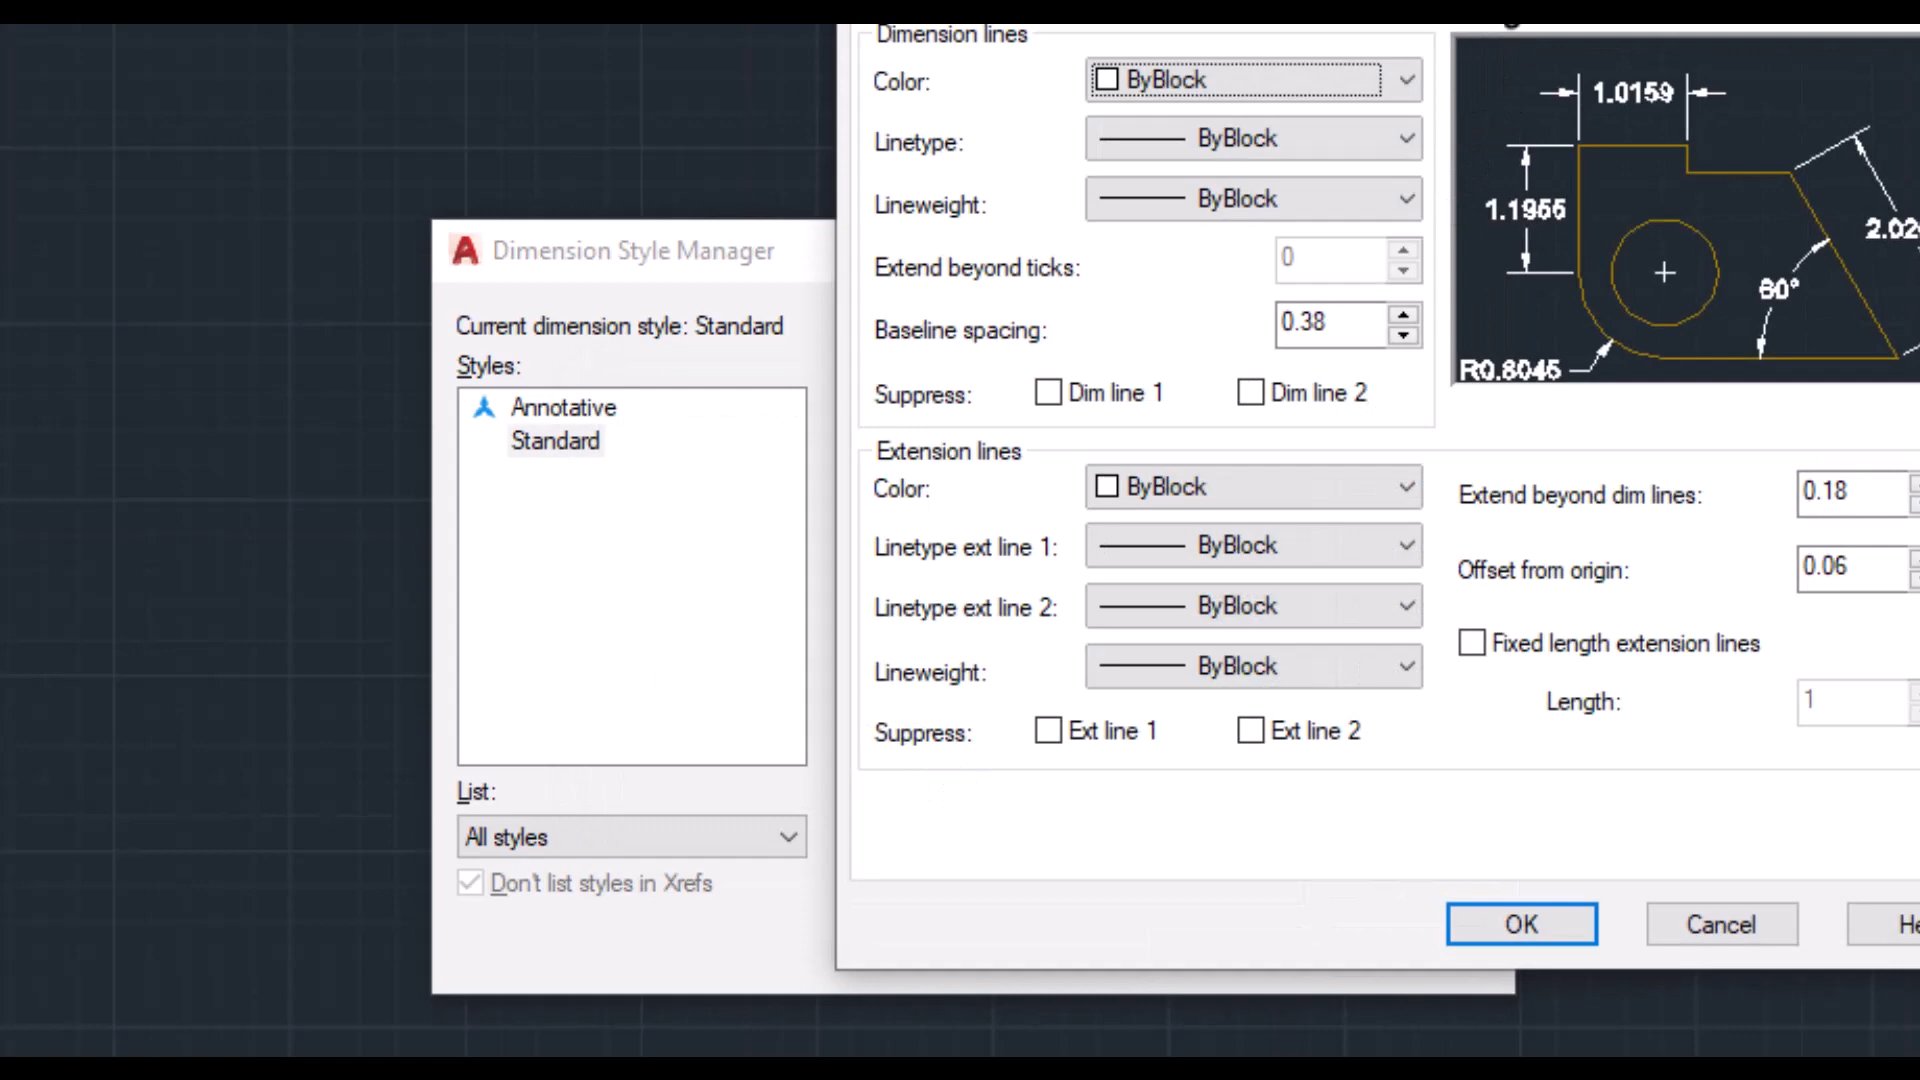 Dimension lines
Color: ByBlock
Linetype: ByBlock
Lineweight: ByBlock
Extend beyond ticks: 0
Baseline spacing: 0.38
Suppress: Dim line 1 Dim line 2
1.0159
1.1955
60°
R0.8045
Dimension Style Manager
Current dimension style: Standard
Styles:
Annotative
Standard
List:
All styles
Don't list styles in Xrefs
Extension lines
Color: ByBlock
Linetype ext line 1: ByBlock
Linetype ext line 2: ByBlock
Lineweight: ByBlock
Suppress: Ext line 1 Ext line 2
Extend beyond dim lines: 0.18
Offset from origin: 0.06
Fixed length extension lines
Length: 1
OK Cancel